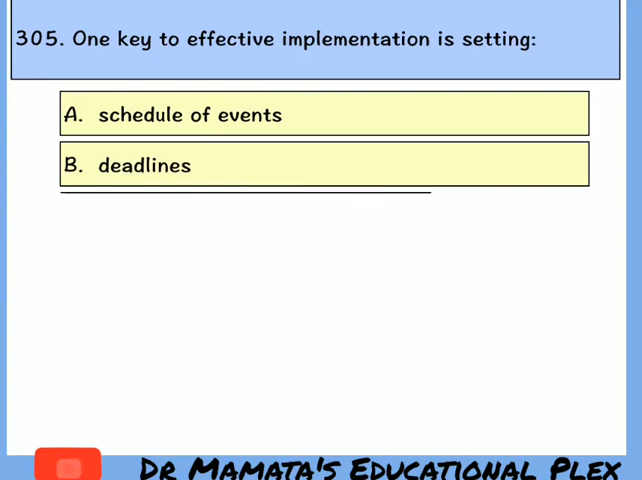 305. One key to effective implementation is setting:
A. schedule of events
B. deadlines
Dr Mamata's Educational Plex